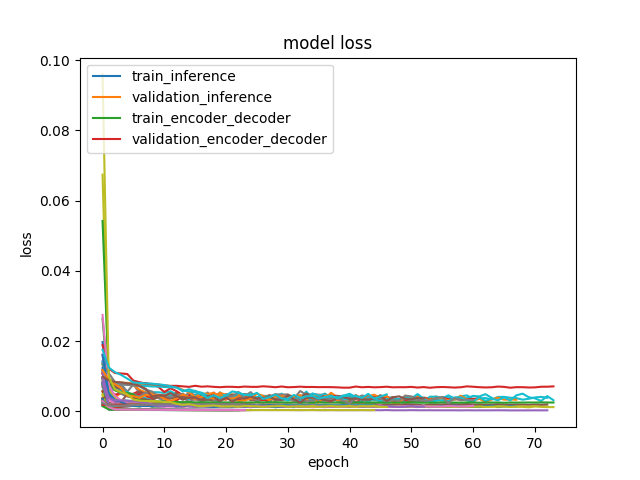 model loss
train_inference
validation_inference
train_encoder_decoder
validation_encoder_decoder
0.10
0.08
0.06
0.04
0.02
0.00
loss
0 10 20 30 40 50 60 70
epoch